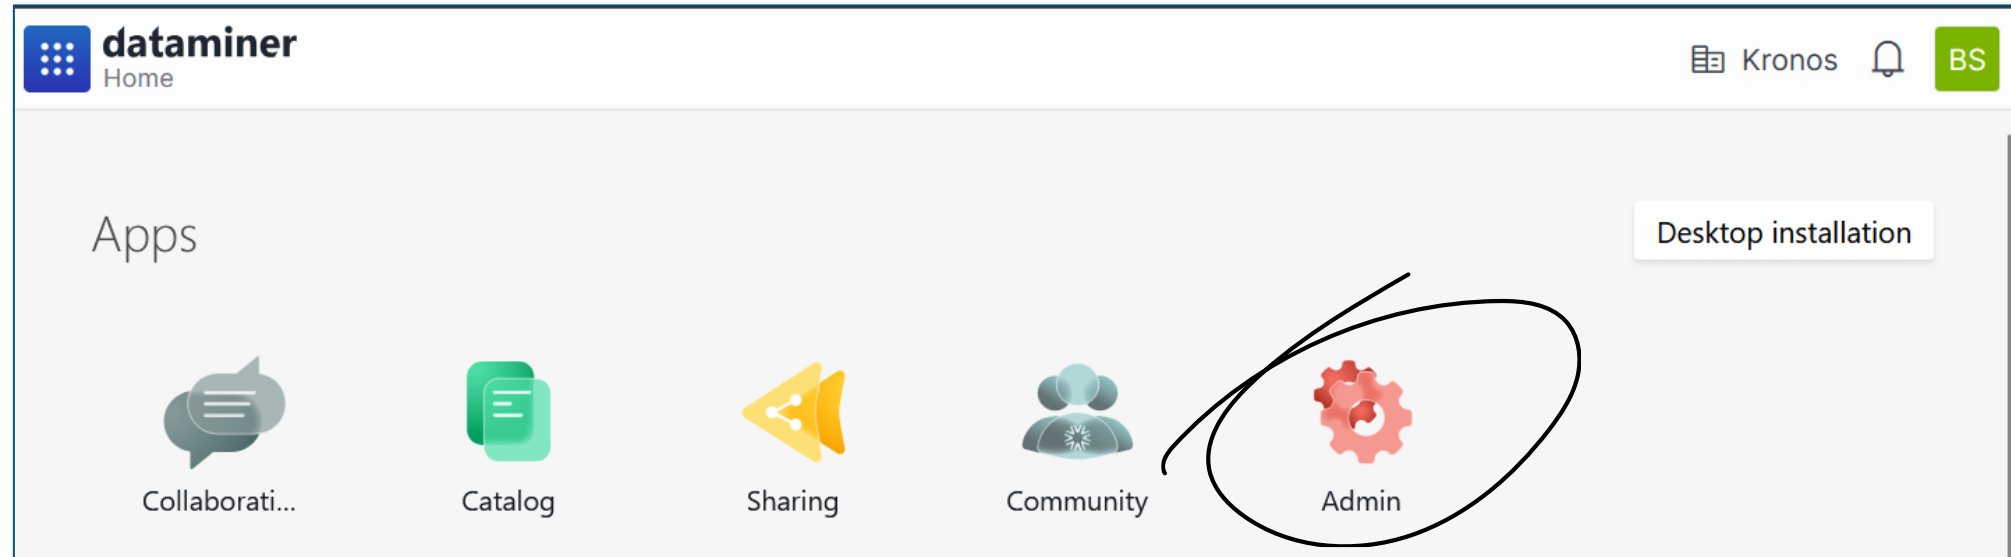 dataminer
Home
Kronos
BS
Apps
Desktop installation
Collaborati...
Catalog
Sharing
Community
Admin